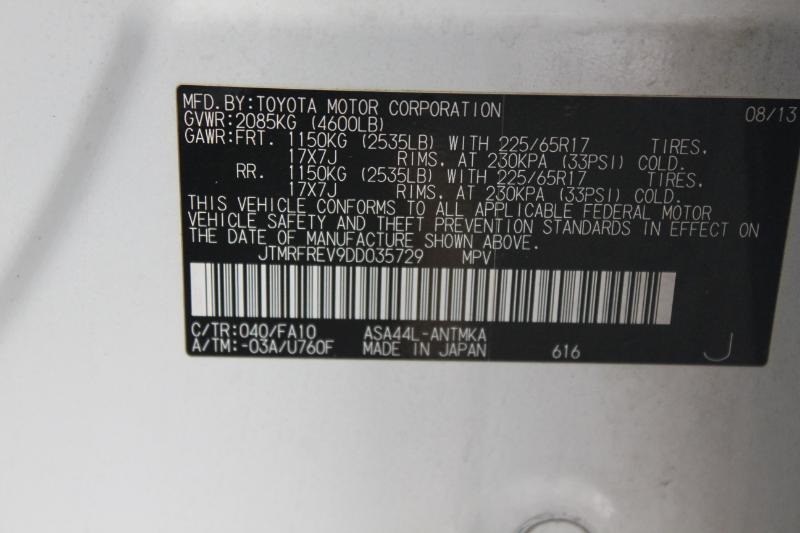 MFD. BY: TOYOTA MOTOR CORPORATION 08/13
GVWR: 2085KG (4600LB)
GAWR: FRT. 1150KG (2535LB) WITH 225/65R17 TIRES.
17X7J RIMS. AT 230KPA (33PSI) COLD.
RR. 1150KG (2535LB) WITH 225/65R17 TIRES.
17X7J RIMS. AT 230KPA (33PSI) COLD.
THIS VEHICLE CONFORMS TO ALL APPLICABLE FEDERAL MOTOR
VEHICLE SAFETY AND THEFT PREVENTION STANDARDS IN EFFECT ON
THE DATE OF MANUFACTURE SHOWN ABOVE.
JTMRFREV9DD035729 MPV
C/TR: 040/FA10 ASA44L-ANTMKA
A/TM: -03A/U760F MADE IN JAPAN 616 J